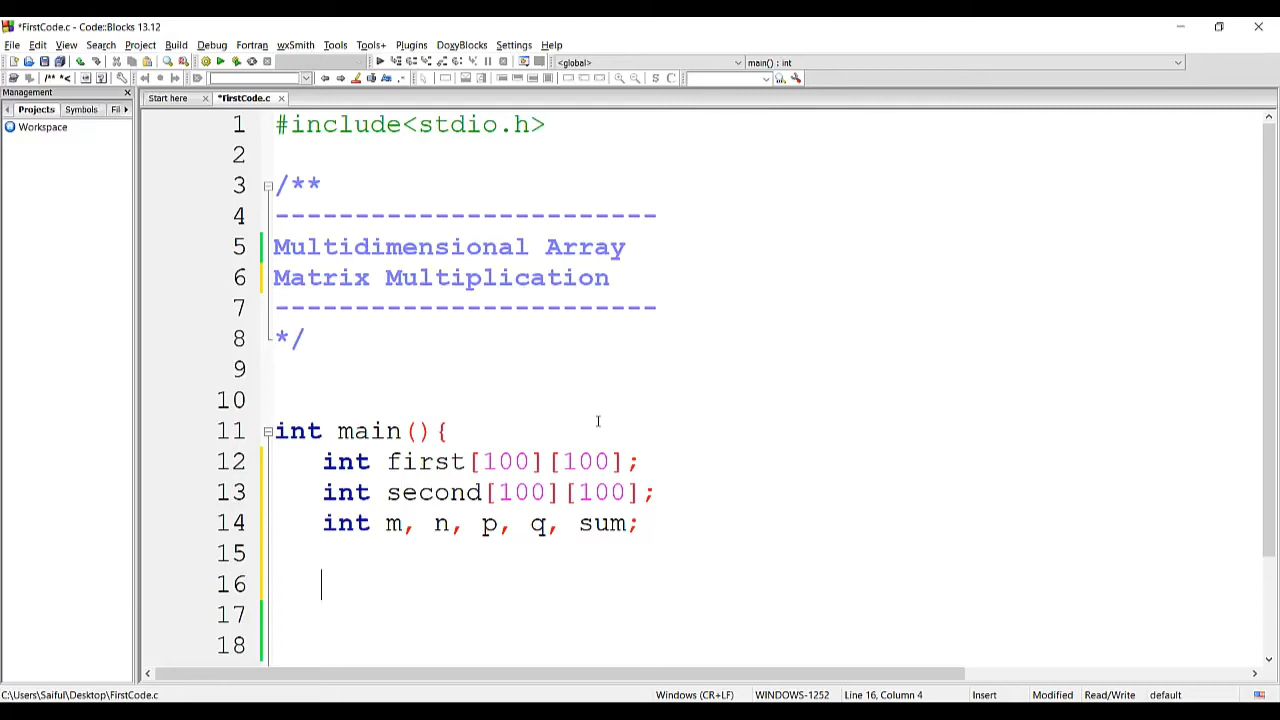 *FirstCode.c - Code::Blocks 13.12
File Edit View Search Project Build Debug Fortran wxSmith Tools Tools+ Plugins DoxyBlocks Settings Help
<global>
main() : int
/** *<
Management
Projects Symbols Fil
Workspace
Start here *FirstCode.c
1 #include<stdio.h>
2
3 /**
4 ------------------------
5 Multidimensional Array
6 Matrix Multiplication
7 ------------------------
8 */
9
10
11 int main(){
12 int first[100][100];
13 int second[100][100];
14 int m, n, p, q, sum;
15
16
17
18
C:\Users\Saiful\Desktop\FirstCode.c Windows (CR+LF) WINDOWS-1252 Line 16, Column 4 Insert Modified Read/Write default